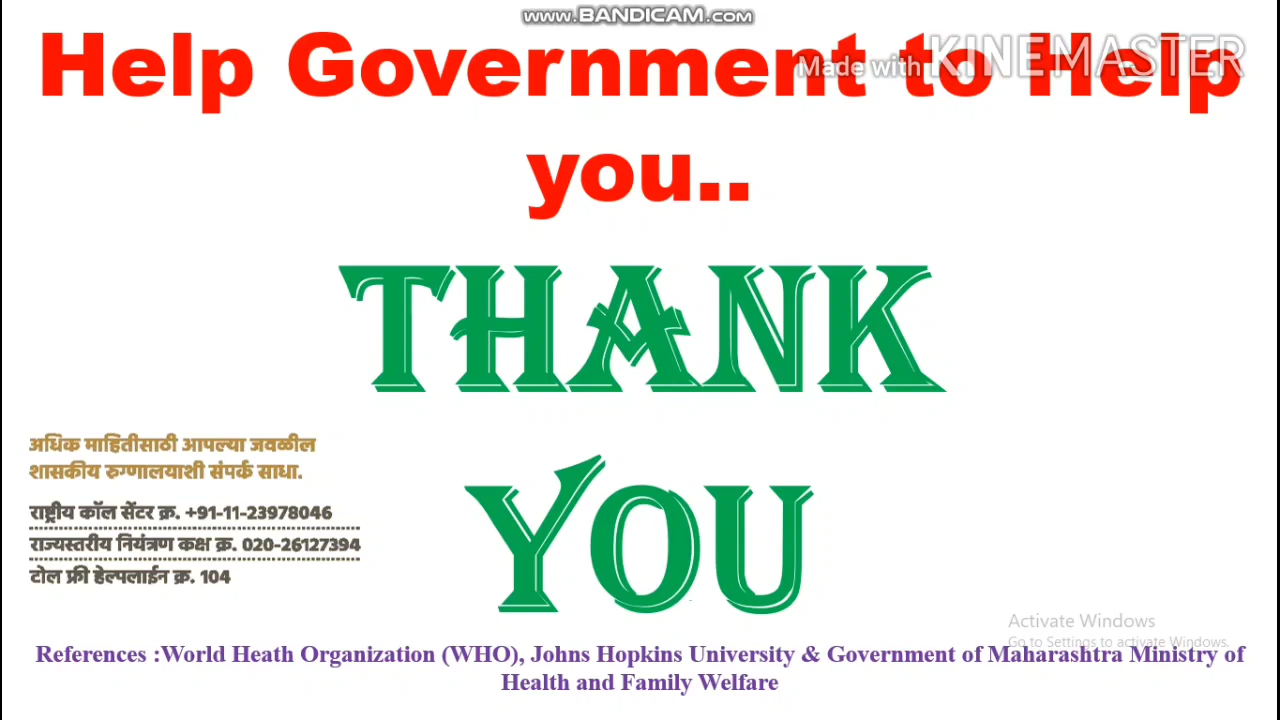 www.BANDICAM.com
Help Government to Help
Made with KINEMASTER
you..
THANK
YOU
अधिक माहितीसाठी आपल्या जवळील
शासकीय रुग्णालयाशी संपर्क साधा.
राष्ट्रीय कॉल सेंटर क्र. +91-11-23978046
राज्यस्तरीय नियंत्रण कक्ष क्र. 020-26127394
टोल फ्री हेल्पलाईन क्र. 104
Activate Windows
Go to Settings to activate Windows.
References :World Heath Organization (WHO), Johns Hopkins University & Government of Maharashtra Ministry of
Health and Family Welfare